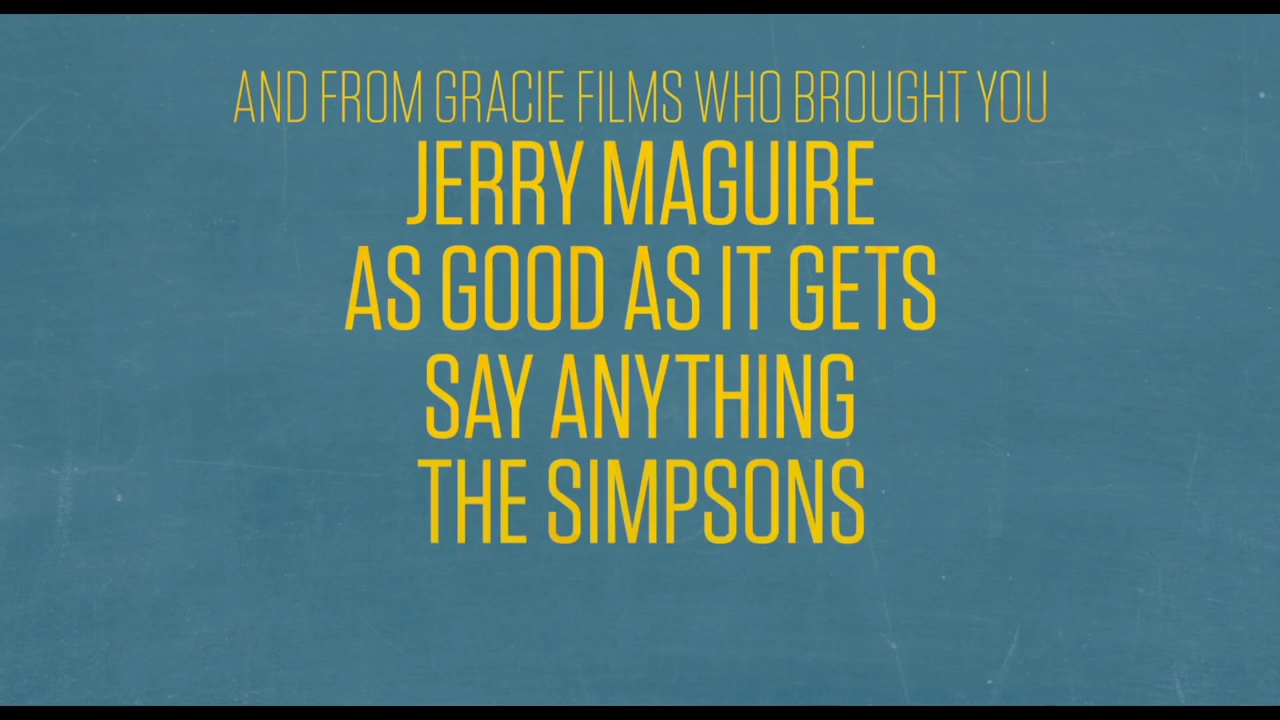 AND FROM GRACIE FILMS WHO BROUGHT YOU
JERRY MAGUIRE
AS GOOD AS IT GETS
SAY ANYTHING
THE SIMPSONS